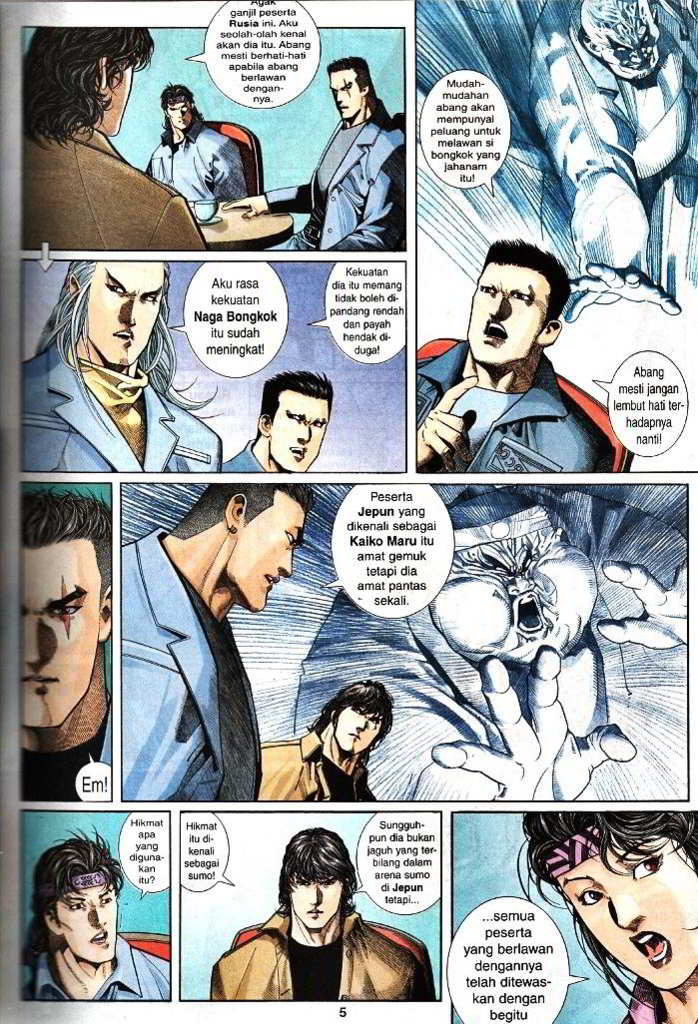 Agak
ganjil peserta
Rusia ini. Aku
seolah-olah kenal
akan dia itu. Abang
mesti berhati-hati
apabila abang
berlawan
dengan-
nya.
Mudah-
mudahan
abang akan
mempunyai
peluang untuk
melawan si
bongkok yang
jahanam
itu!
Aku rasa
kekuatan
Naga Bongkok
itu sudah
meningkat!
Kekuatan
dia itu memang
tidak boleh di-
pandang rendah
dan payah
hendak di-
duga!
Abang
mesti jangan
lembut hati ter-
hadapnya
nanti!
Em!
Peserta
Jepun yang
dikenali sebagai
Kaiko Maru itu
amat gemuk
tetapi dia
amat pantas
sekali.
Hikmat
apa
yang
diguna-
kan
itu?
Hikmat
itu di-
kenali
sebagai
sumo!
Sungguh-
pun dia bukan
jaguh yang ter-
bilang dalam
arena sumo
di Jepun
tetapi...
...semua
peserta
yang berlawan
dengannya
telah ditewas-
kan dengan
begitu
5